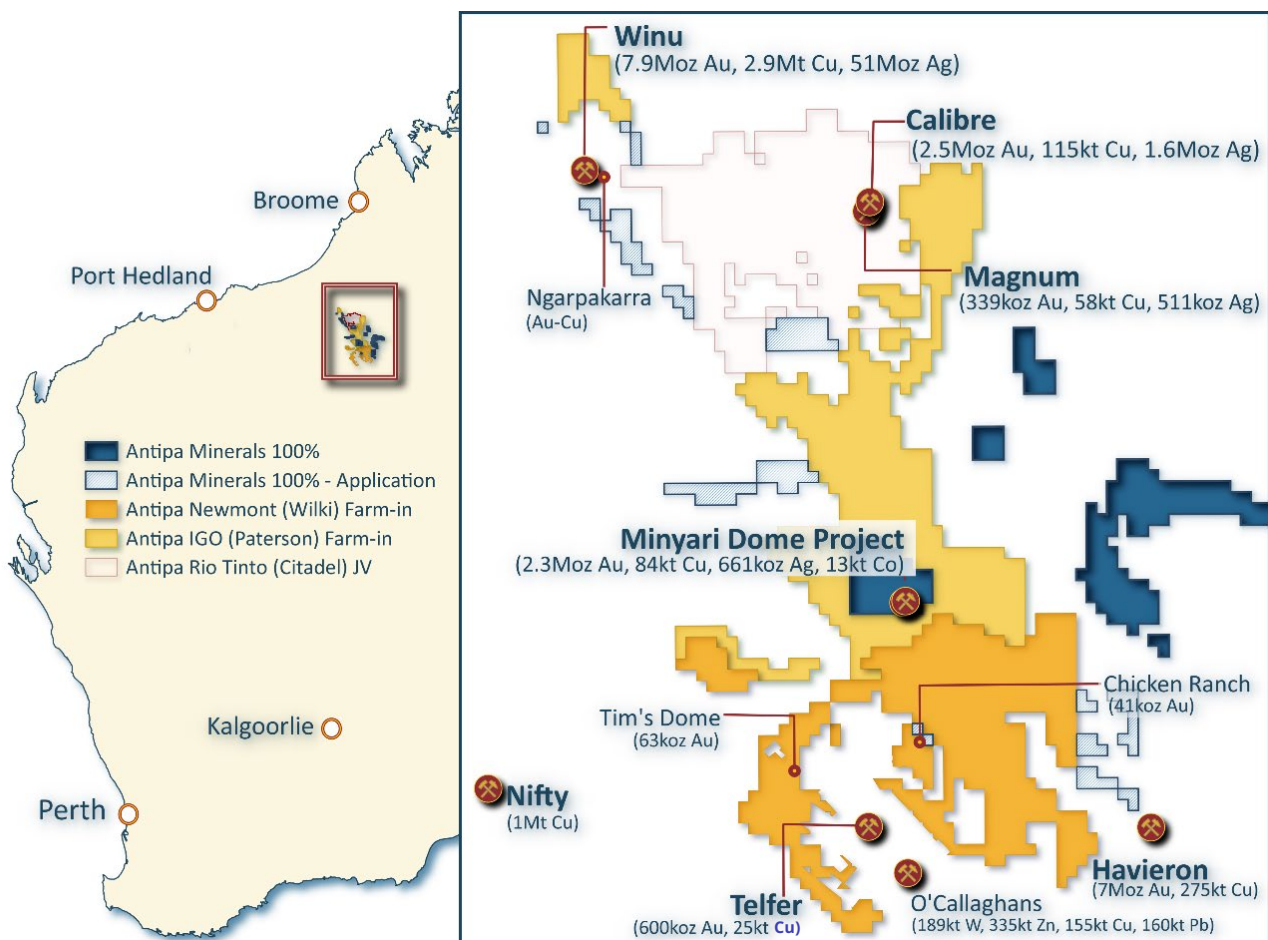 Broome
Port Hedland
Antipa Minerals 100%
Antipa Minerals 100% - Application
Antipa Newmont (Wilki) Farm-in
Antipa IGO (Paterson) Farm-in
Antipa Rio Tinto (Citadel) JV
Kalgoorlie
Perth
Winu
(7.9Moz Au, 2.9Mt Cu, 51Moz Ag)
Calibre
(2.5Moz Au, 115kt Cu, 1.6Moz Ag)
Ngarpakarra
(Au-Cu)
Magnum
(339koz Au, 58kt Cu, 511koz Ag)
Minyari Dome Project
(2.3Moz Au, 84kt Cu, 661koz Ag, 13kt Co)
Chicken Ranch
(41koz Au)
Tim's Dome
(63koz Au)
Nifty
(1Mt Cu)
Havieron
(7Moz Au, 275kt Cu)
Telfer
(600koz Au, 25kt Cu)
O'Callaghans
(189kt W, 335kt Zn, 155kt Cu, 160kt Pb)